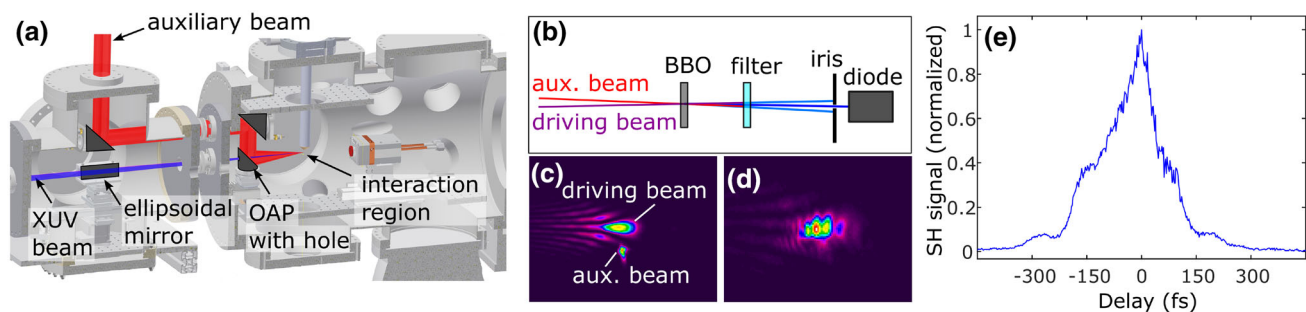 (a)
auxiliary beam
XUV
beam
ellipsoidal
mirror
OAP
with hole
interaction
region
(b)
BBO
filter
iris
diode
aux. beam
driving beam
(c)
driving beam
aux. beam
(d)
(e)
SH signal (normalized)
1
0.8
0.6
0.4
0.2
0
-300
-150
0
150
300
Delay (fs)